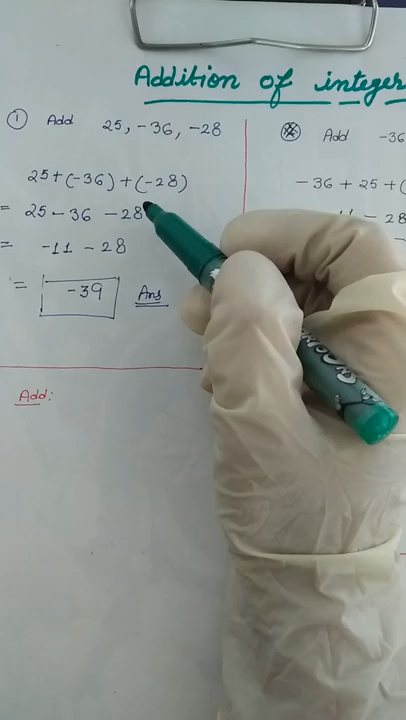 Addition of integer
① Add 25, -36, -28
25+(-36)+(-28)
= 25 - 36 - 28
= -11 - 28
= -39 Ans
Add -36
-36 + 25 + (
- 28
Add: